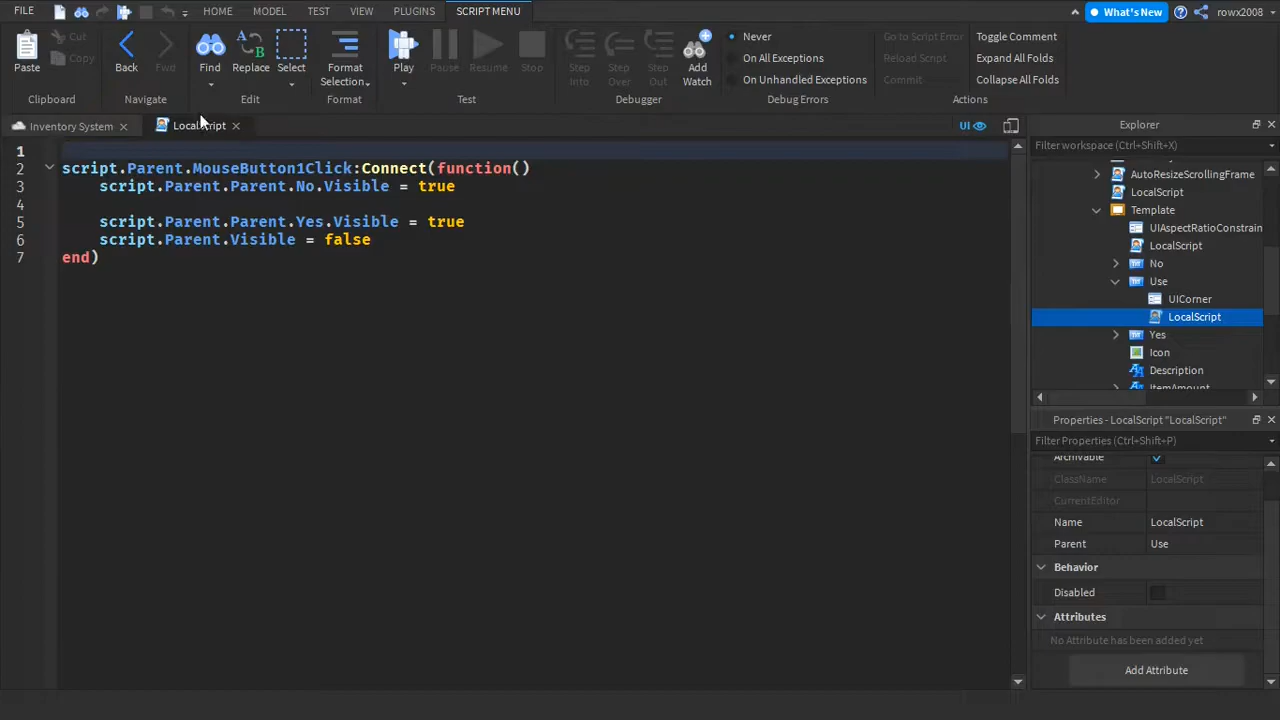 FILE
HOME
MODEL
TEST
VIEW
PLUGINS
SCRIPT MENU
What's New
rowx2008
Paste
Cut
Copy
Clipboard
Back
Fwd
Navigate
Find
Replace
Select
Edit
Format
Selection
Format
Play
Pause
Resume
Stop
Test
Step
Into
Step
Over
Step
Out
Add
Watch
Debugger
Never
On All Exceptions
On Unhandled Exceptions
Debug Errors
Go to Script Error
Reload Script
Commit
Toggle Comment
Expand All Folds
Collapse All Folds
Actions
Inventory System
LocalScript
UI
1
2 script.Parent.MouseButton1Click:Connect(function()
3 script.Parent.Parent.No.Visible = true
4
5 script.Parent.Parent.Yes.Visible = true
6 script.Parent.Visible = false
7 end)
Explorer
Filter workspace (Ctrl+Shift+X)
AutoResizeScrollingFrame
LocalScript
Template
UIAspectRatioConstrain
LocalScript
No
Use
UICorner
LocalScript
Yes
Icon
Description
ItemAmount
Properties - LocalScript "LocalScript"
Filter Properties (Ctrl+Shift+P)
Archivable
ClassName LocalScript
CurrentEditor
Name LocalScript
Parent Use
Behavior
Disabled
Attributes
No Attribute has been added yet
Add Attribute